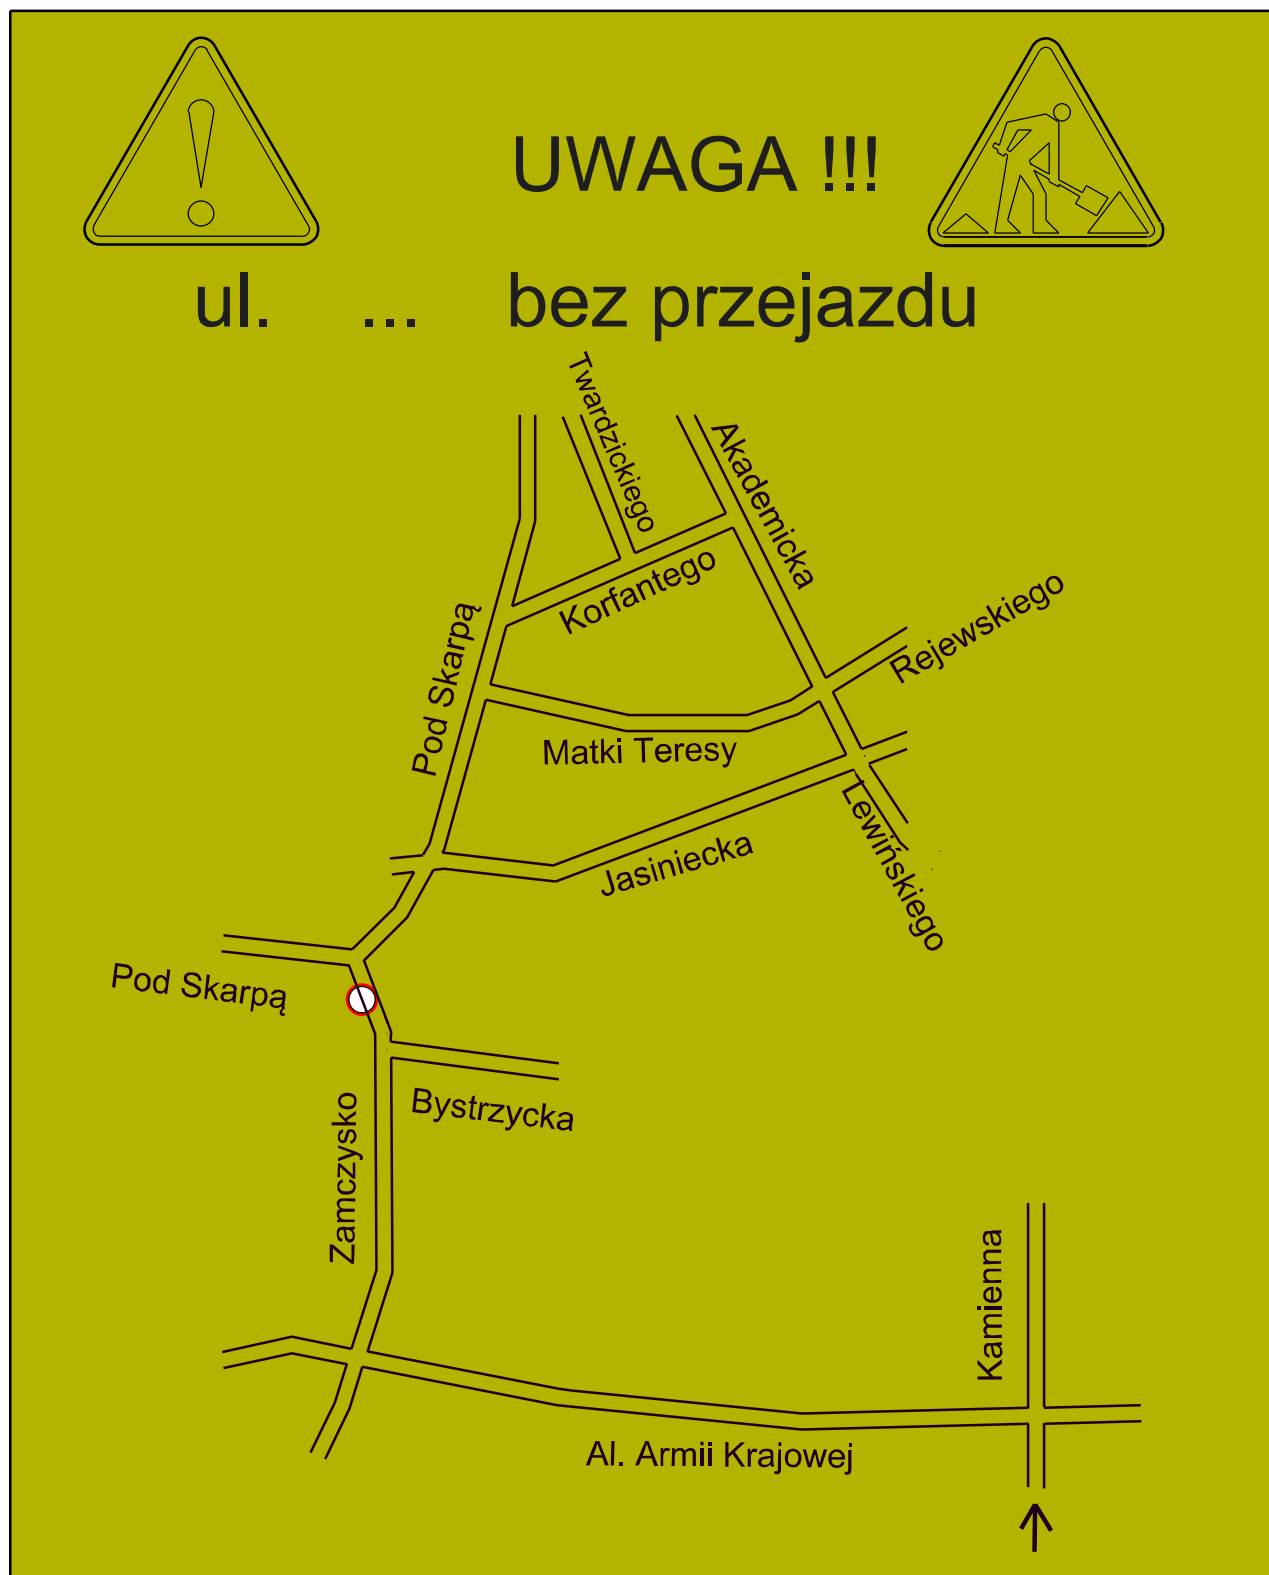 UWAGA !!!
ul. ... bez przejazdu
Twardzickiego
Akademicka
Korfantego
Rejewskiego
Pod Skarpą
Matki Teresy
Lewińskiego
Jasiniecka
Pod Skarpą
Bystrzycka
Zamczysko
Kamienna
Al. Armii Krajowej